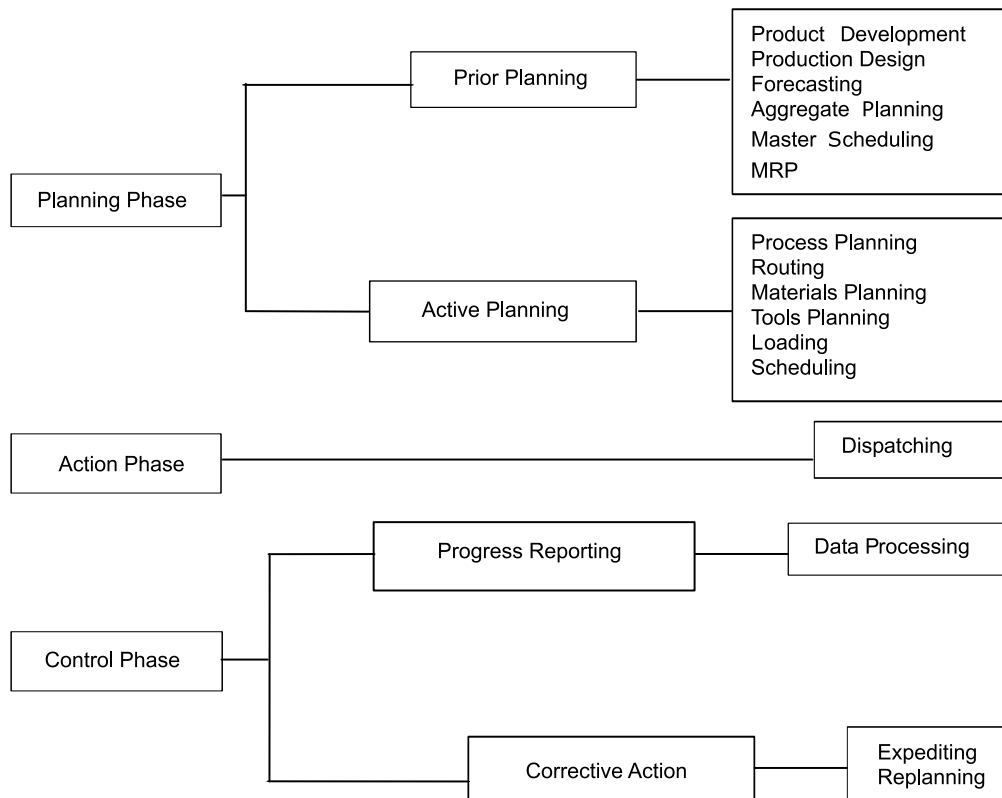 Planning Phase
Prior Planning
Product Development
Production Design
Forecasting
Aggregate Planning
Master Scheduling
MRP
Active Planning
Process Planning
Routing
Materials Planning
Tools Planning
Loading
Scheduling
Action Phase
Dispatching
Control Phase
Progress Reporting
Data Processing
Corrective Action
Expediting
Replanning